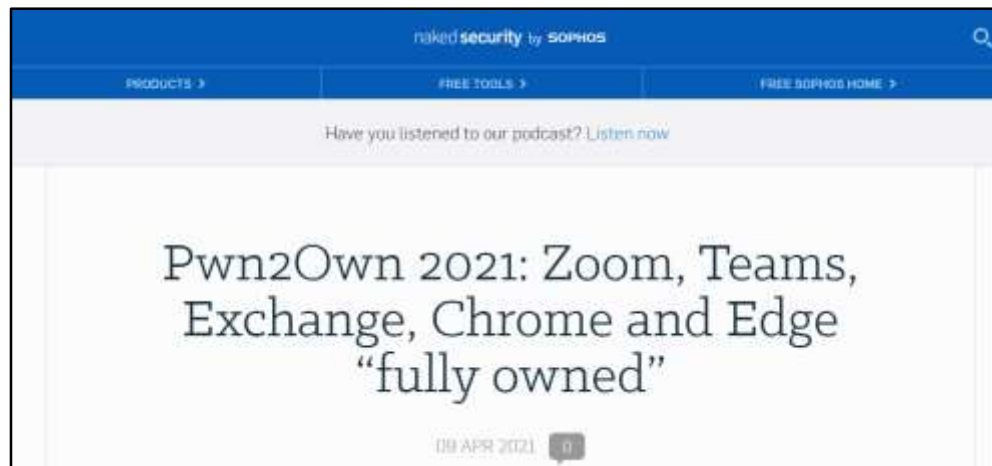 naked security by SOPHOS
PRODUCTS >
FREE TOOLS >
FREE SOPHOS HOME >
Have you listened to our podcast? Listen now
Pwn2Own 2021: Zoom, Teams,
Exchange, Chrome and Edge
“fully owned”
09 APR 2021 0